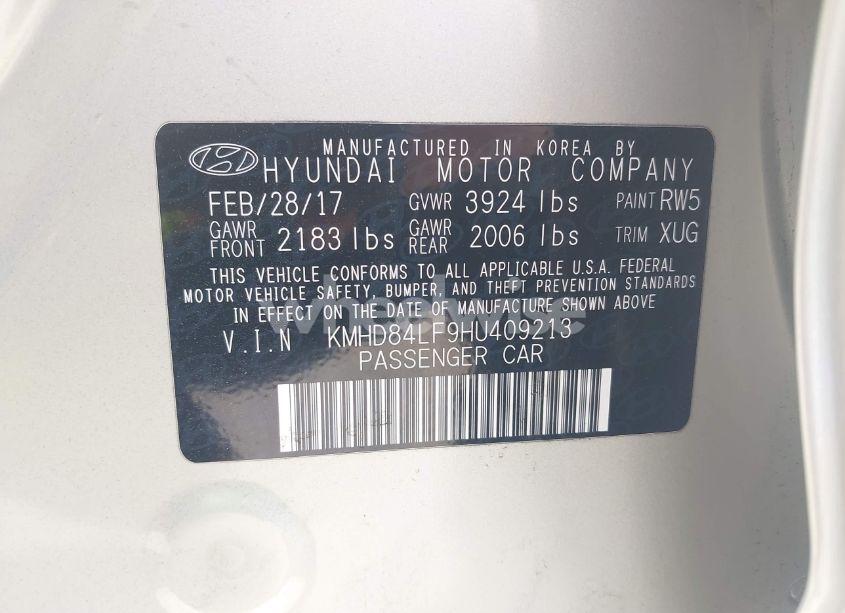 MANUFACTURED IN KOREA BY
HYUNDAI MOTOR COMPANY
FEB/28/17 GVWR 3924 lbs PAINT RW5
GAWR FRONT 2183 lbs GAWR REAR 2006 lbs TRIM XUG
THIS VEHICLE CONFORMS TO ALL APPLICABLE U.S.A. FEDERAL
MOTOR VEHICLE SAFETY, BUMPER, AND THEFT PREVENTION STANDARDS
IN EFFECT ON THE DATE OF MANUFACTURE SHOWN ABOVE
wheelwise
V.I.N KMHD84LF9HU409213
PASSENGER CAR